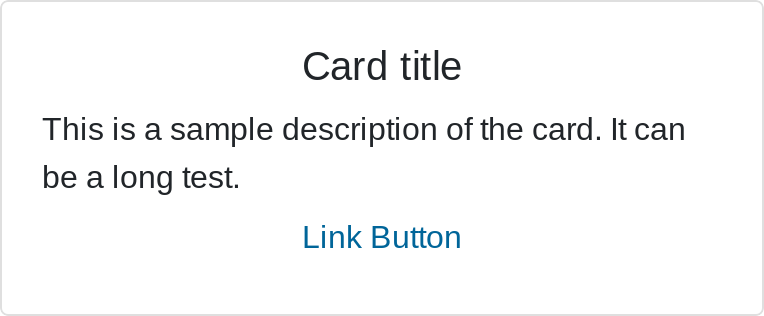 Card title
This is a sample description of the card. It can
be a long test.
Link Button